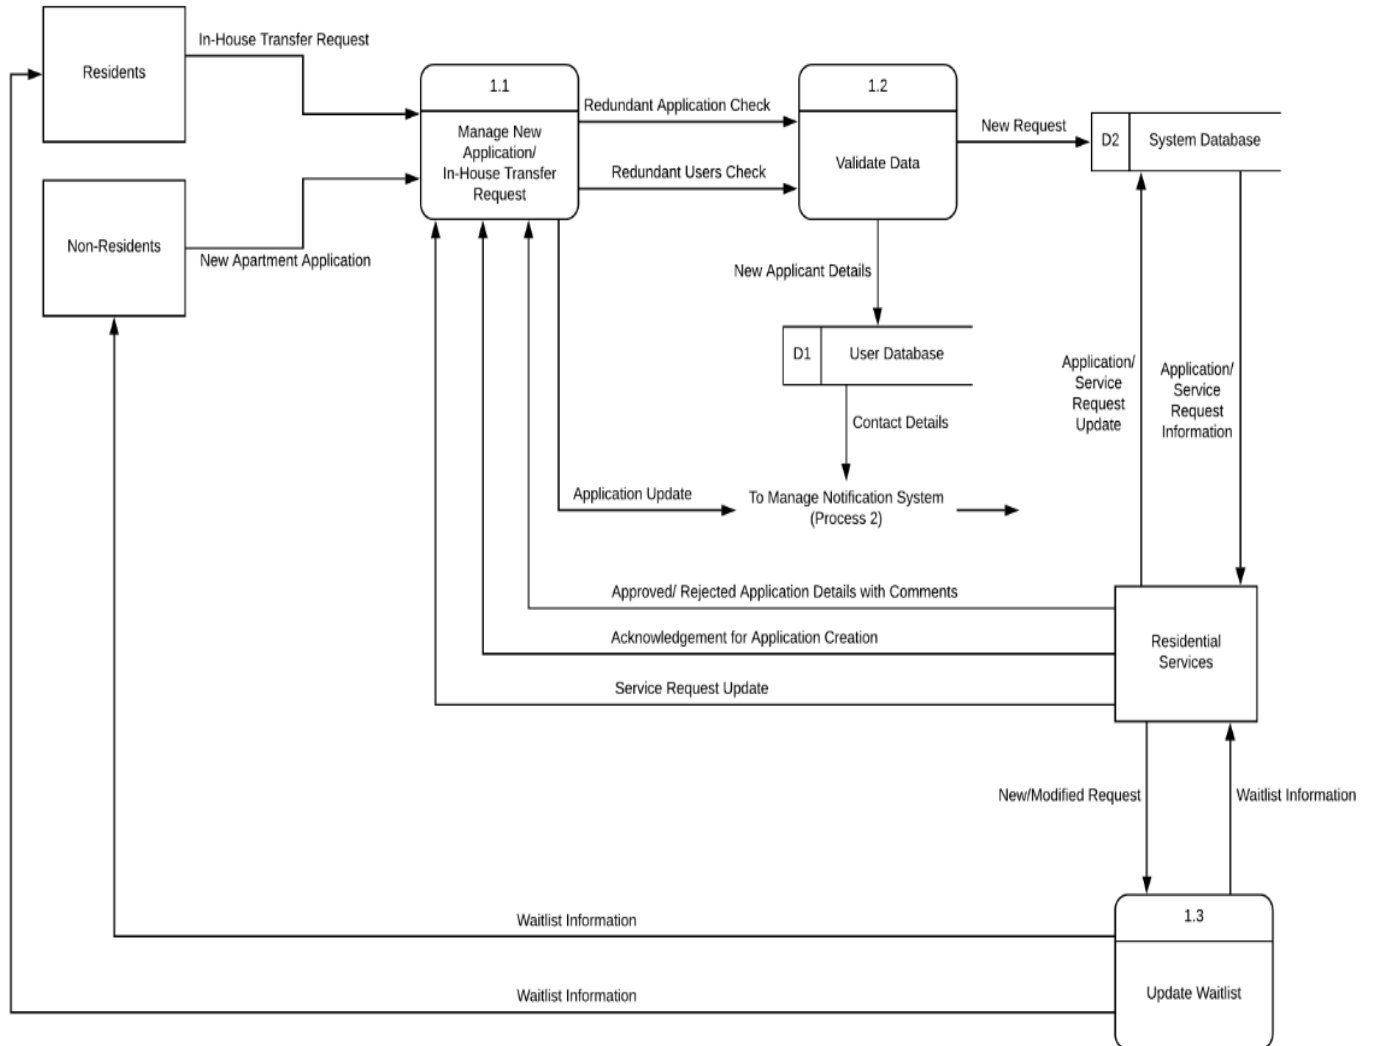 In-House Transfer Request
Residents
1.1
1.2
Redundant Application Check
Manage New
Application/
In-House Transfer
Request
New Request
D2
System Database
Validate Data
Redundant Users Check
Non-Residents
New Apartment Application
New Applicant Details
D1
User Database
Application/
Service
Request
Update
Application/
Service
Request
Information
Contact Details
Application Update
To Manage Notification System
(Process 2)
Approved/ Rejected Application Details with Comments
Acknowledgement for Application Creation
Residential
Services
Service Request Update
New/Modified Request
Waitlist Information
1.3
Waitlist Information
Update Waitlist
Waitlist Information